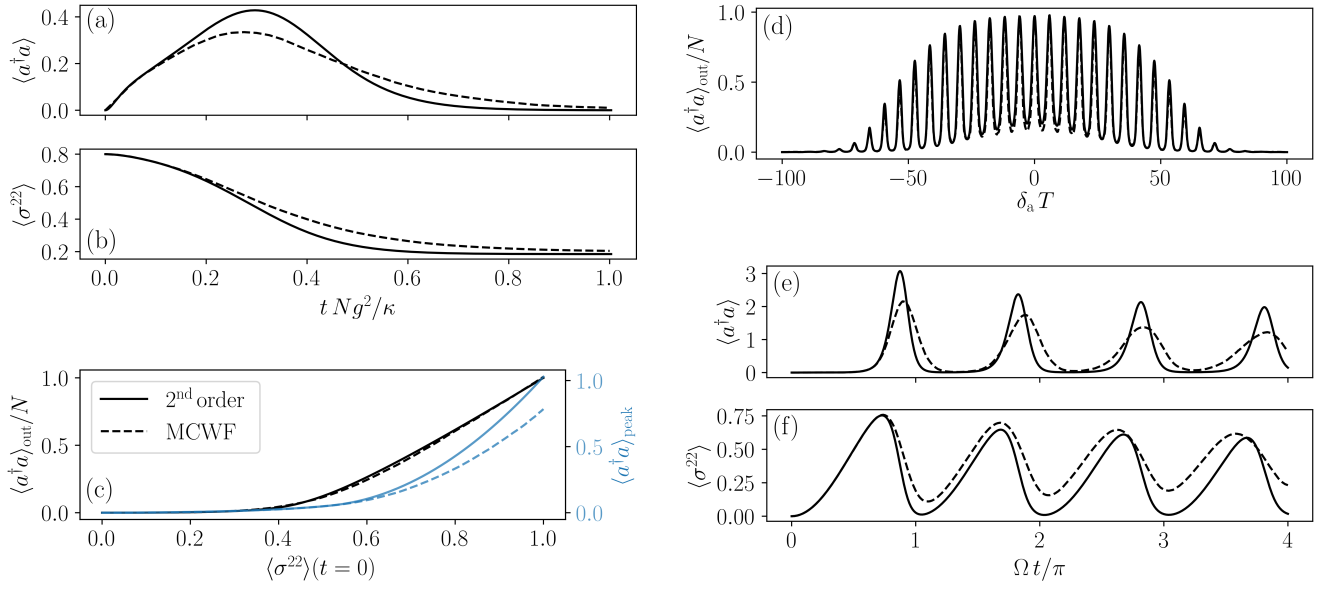 (a)
⟨a†a⟩
0.4
0.2
0.0
(b)
⟨σ²²⟩
0.8
0.6
0.4
0.2
0.0 0.2 0.4 0.6 0.8 1.0
t Ng²/κ
(c)
⟨a†a⟩out/N
1.0
0.5
0.0
2nd order
MCWF
1.0
0.5
0.0
⟨a†a⟩peak
0.0 0.2 0.4 0.6 0.8 1.0
⟨σ²²⟩(t = 0)
(d)
⟨a†a⟩out/N
1.0
0.5
0.0
−100 −50 0 50 100
δaT
(e)
⟨a†a⟩
3
2
1
0
(f)
⟨σ²²⟩
0.75
0.50
0.25
0.00
0 1 2 3 4
Ωt/π